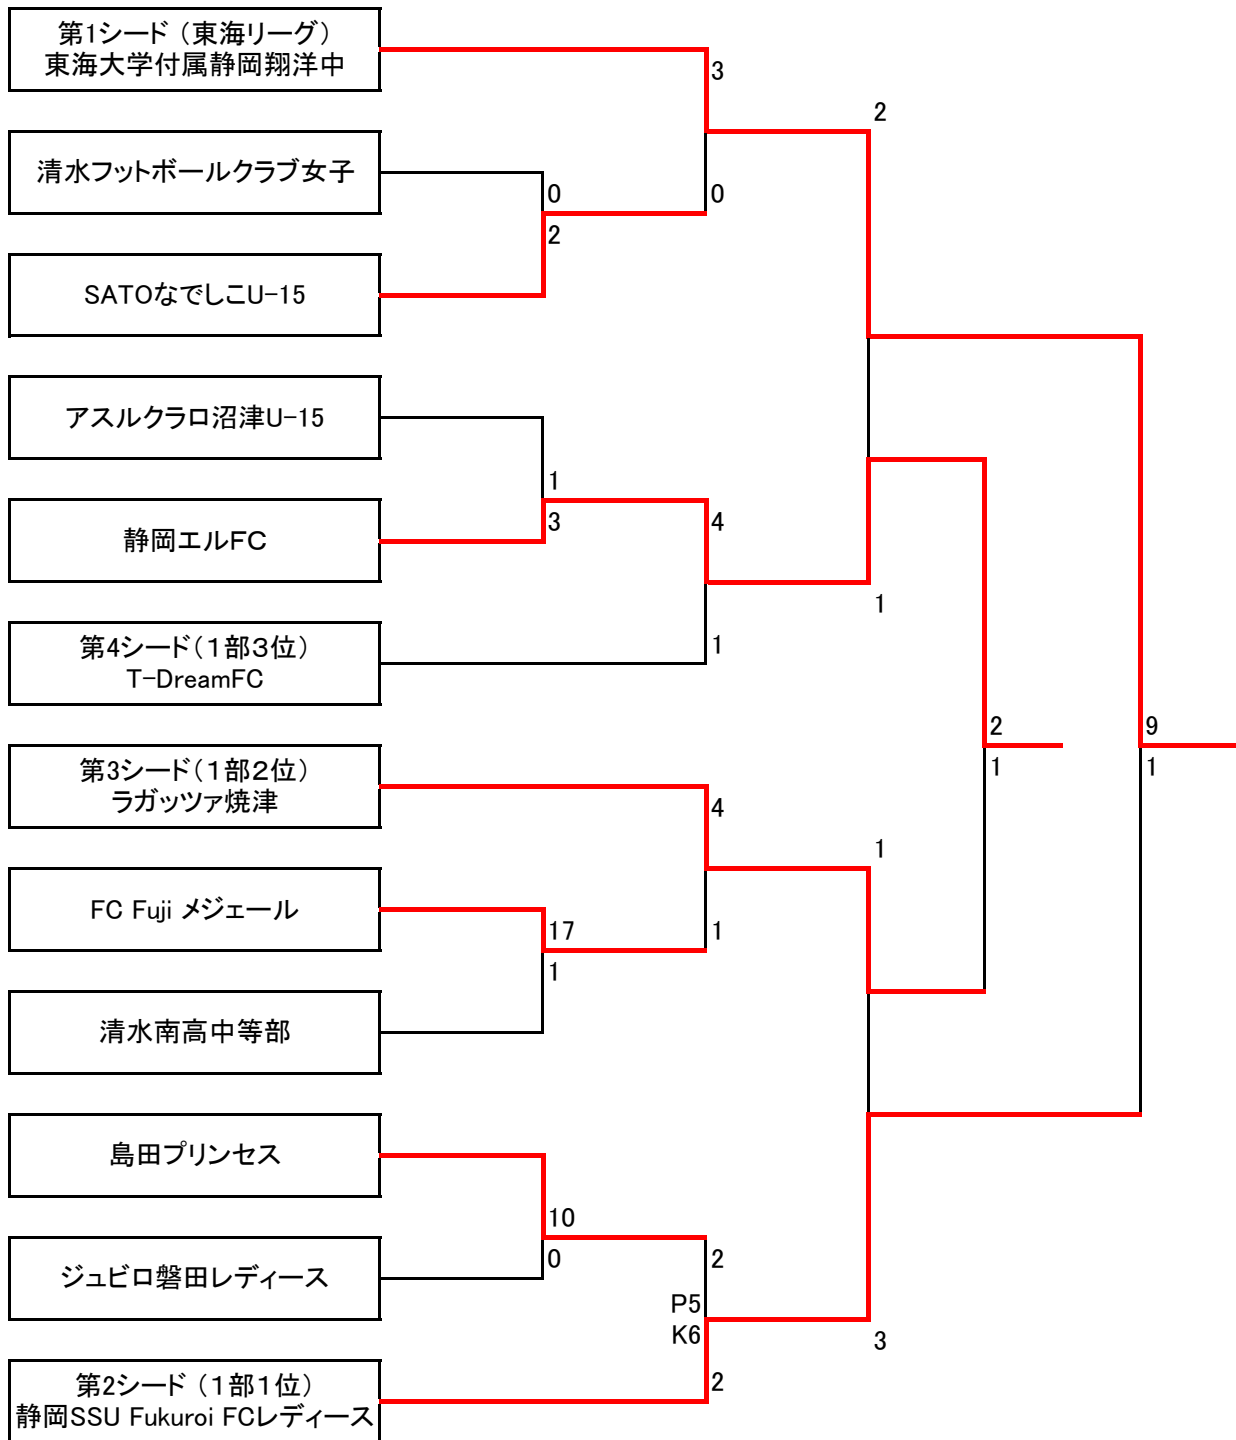 第1シード（東海リーグ）
東海大学付属静岡翔洋中
3
2
清水フットボールクラブ女子
0
0
2
SATOなでしこU-15
アスルクラロ沼津U-15
1
静岡エルFC
3
4
1
第4シード（１部３位）
T-DreamFC
1
2
9
第3シード（１部２位）
ラガッツァ焼津
1
1
4
1
FC Fuji メジェール
17
1
1
清水南高中等部
島田プリンセス
10
ジュビロ磐田レディース
0
2
P5
K6
3
第2シード（１部１位）
静岡SSU Fukuroi FCレディース
2